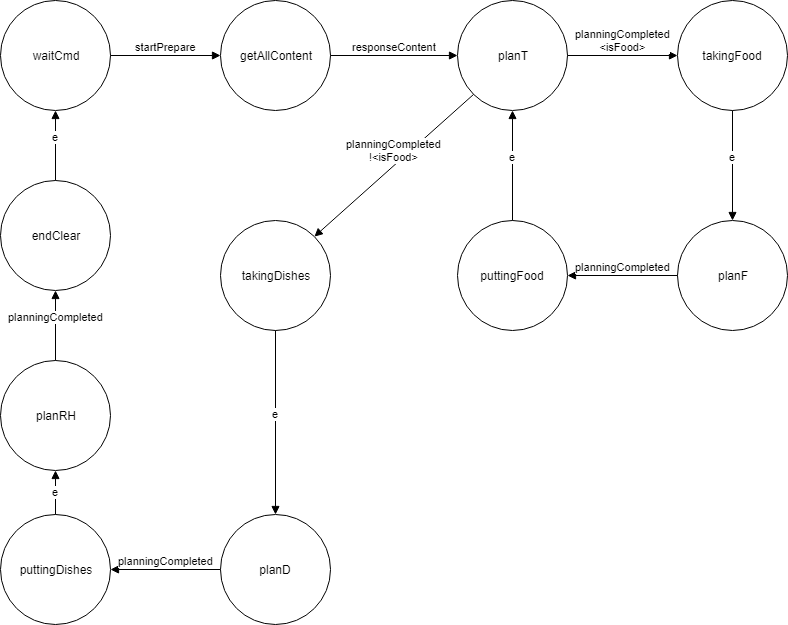 waitCmd
startPrepare
getAllContent
responseContent
planT
planningCompleted
<isFood>
takingFood
planningCompleted
!<isFood>
e
e
e
endClear
takingDishes
puttingFood
planningCompleted
planF
planningCompleted
planRH
e
e
puttingDishes
planningCompleted
planD